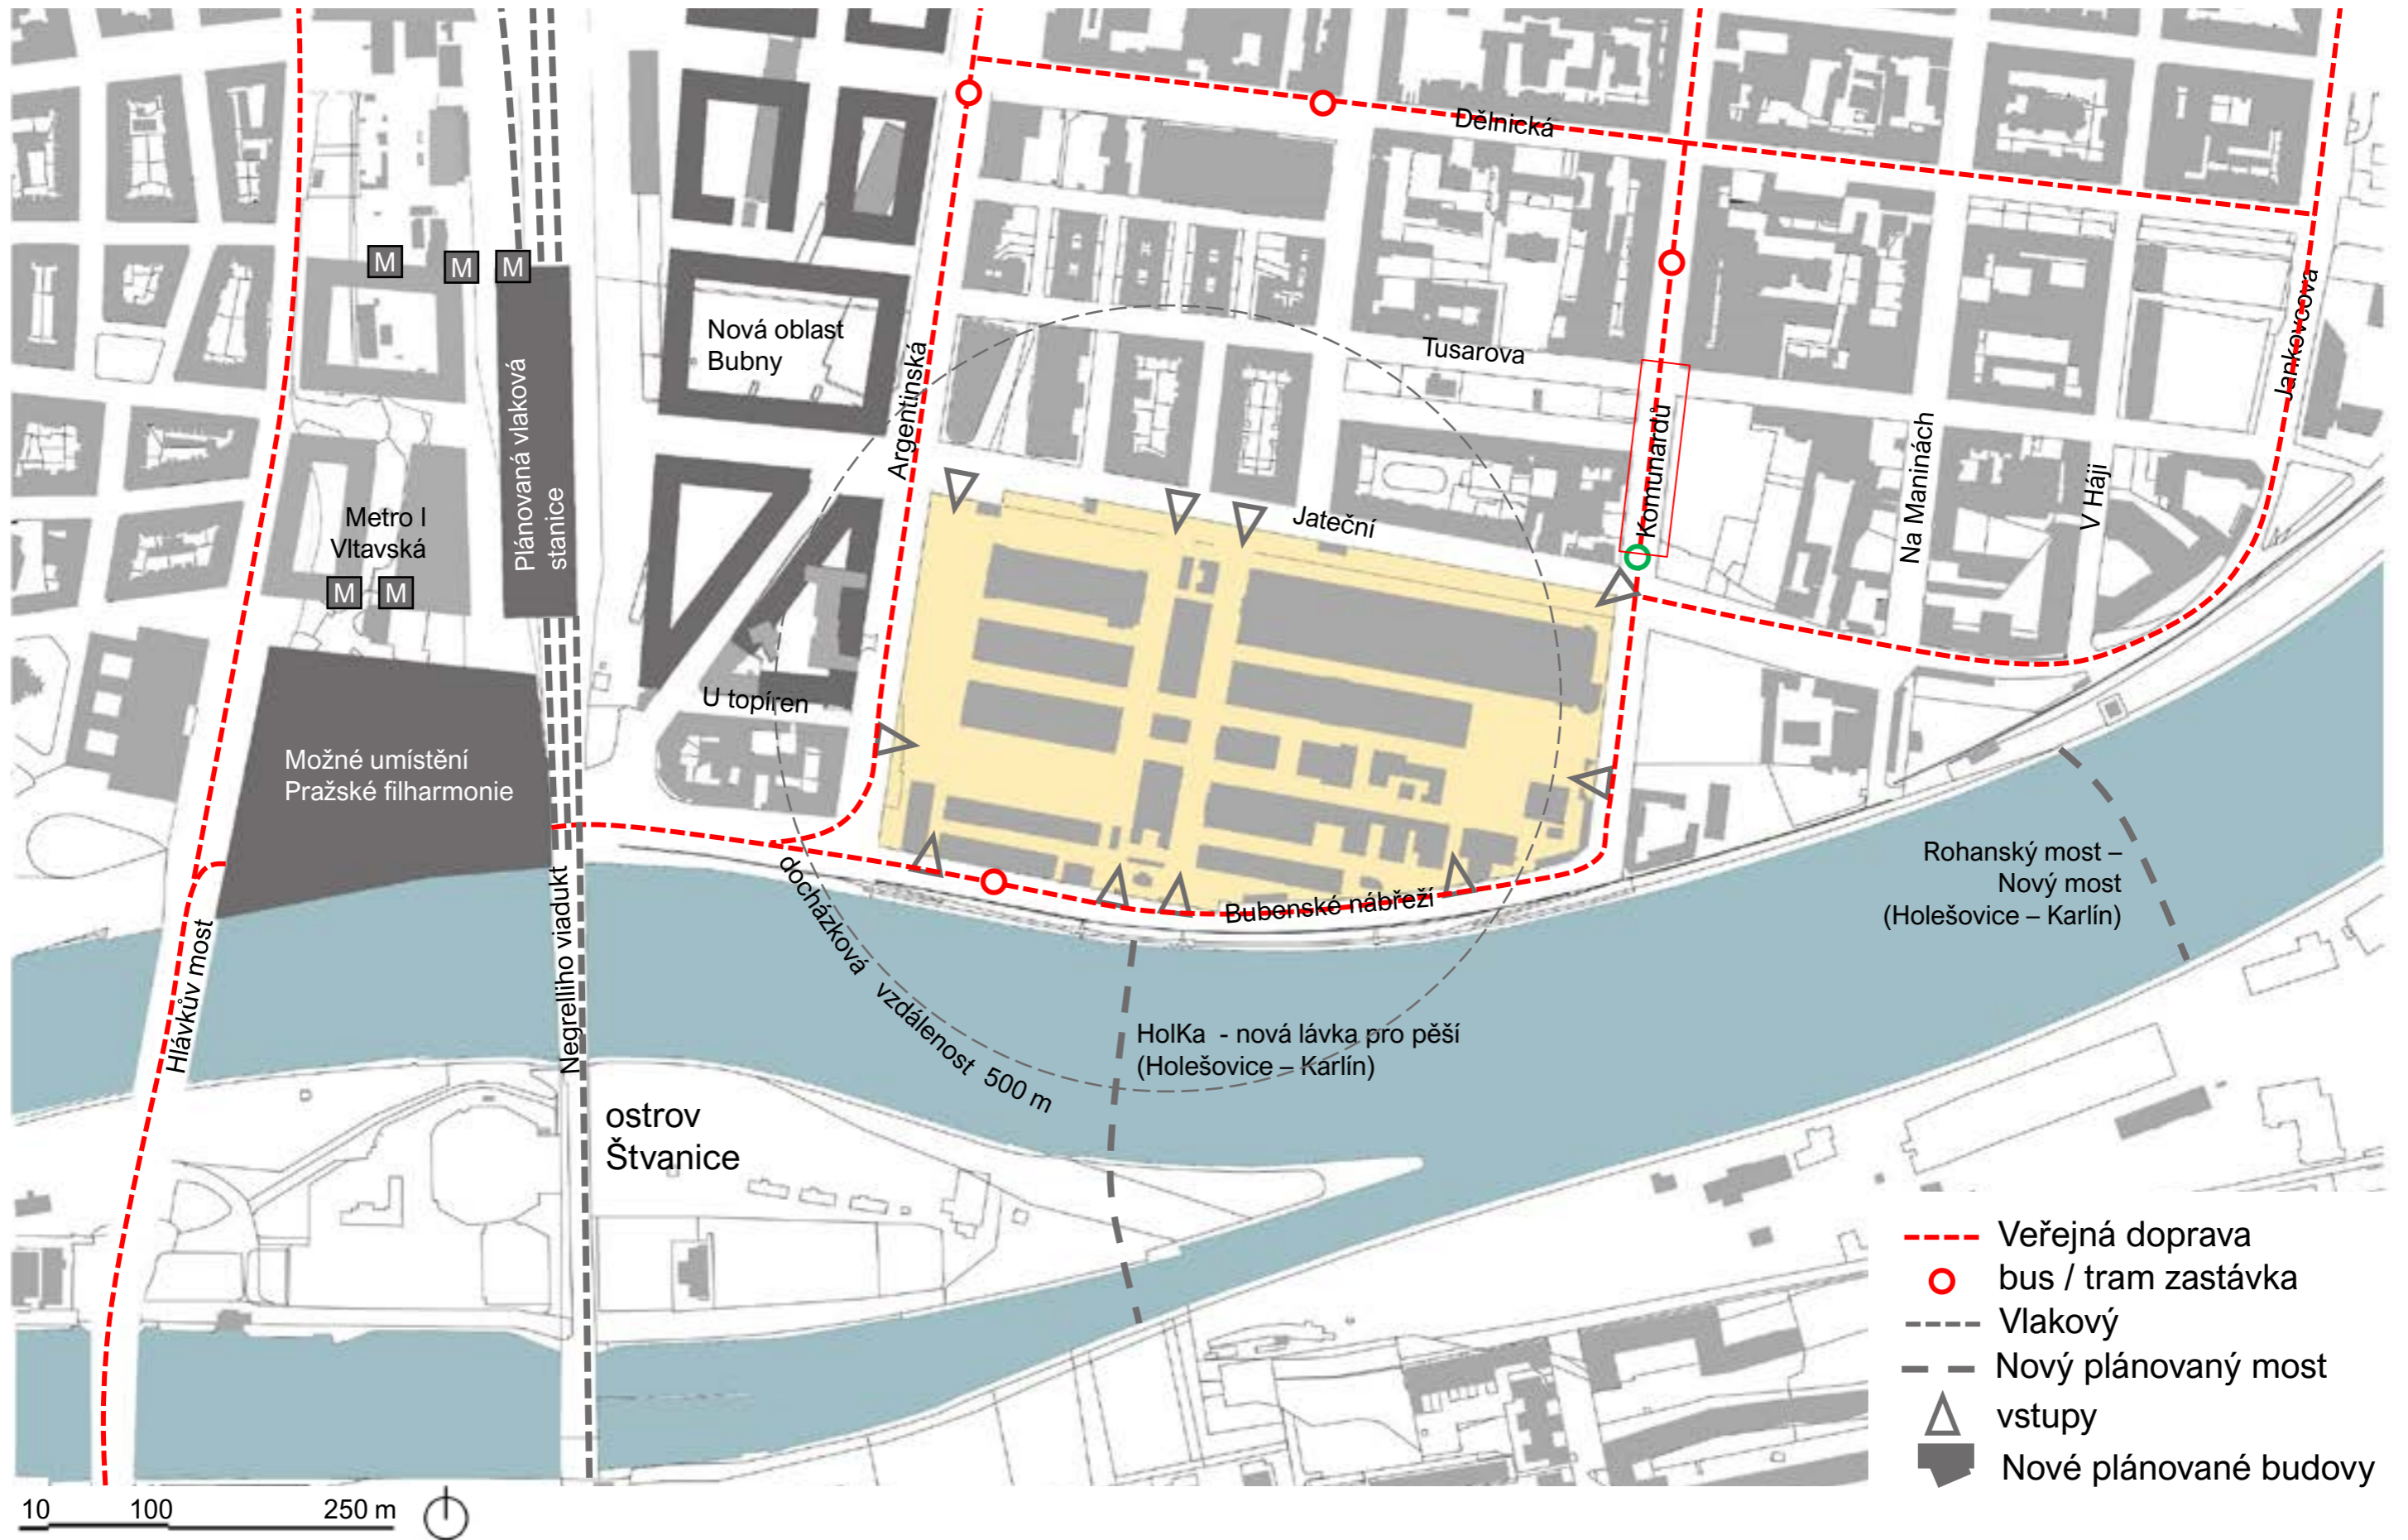 Dělnická
M
M
M
Nová oblast
Bubny
Argentinská
Tusarova
Jankovcova
Plánovaná vlaková
stanice
Komunardů
Na Maninách
V Háji
Metro I
Vltavská
Jateční
M
M
U topíren
Možné umístění
Pražské filharmonie
Rohanský most –
Nový most
(Holešovice – Karlín)
Bubenské nábřeží
docházková vzdálenost 500 m
Hlávkův most
Negrelliho viadukt
HolKa - nová lávka pro pěší
(Holešovice – Karlín)
ostrov
Štvanice
Veřejná doprava
bus / tram zastávka
Vlakový
Nový plánovaný most
vstupy
Nové plánované budovy
10 100 250 m